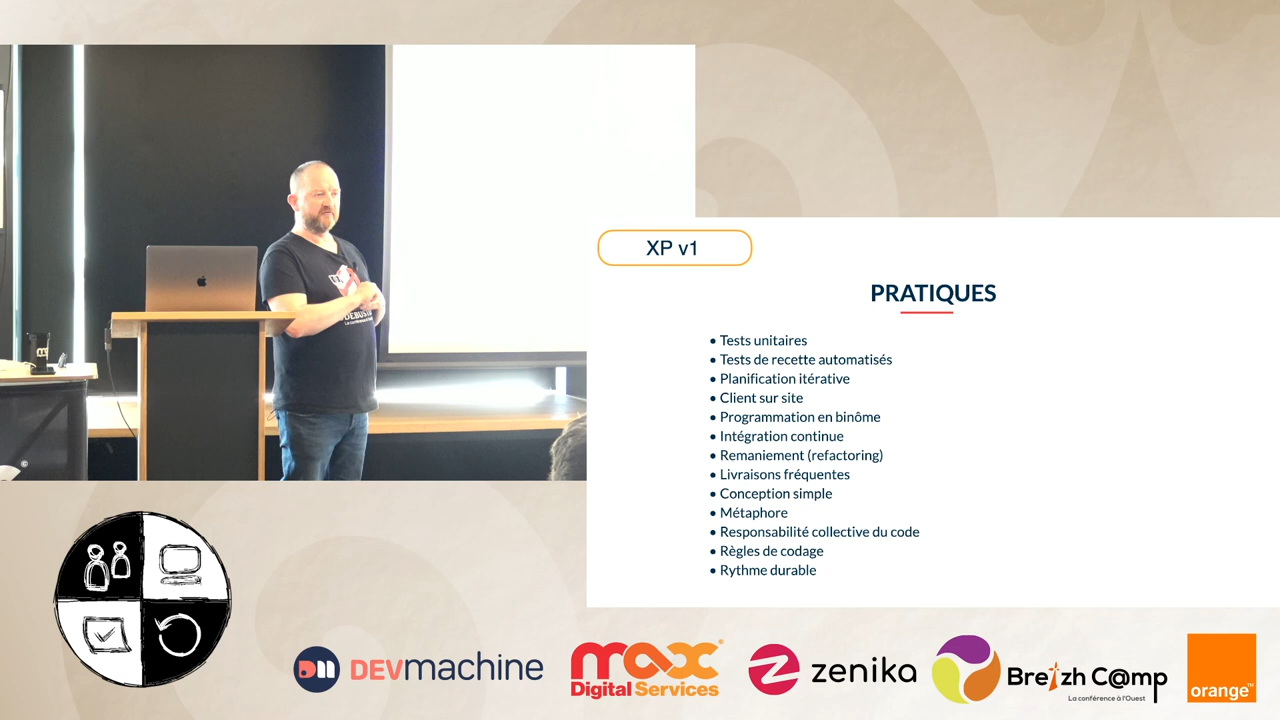 XP v1
PRATIQUES
• Tests unitaires
• Tests de recette automatisés
• Planification itérative
• Client sur site
• Programmation en binôme
• Intégration continue
• Remaniement (refactoring)
• Livraisons fréquentes
• Conception simple
• Métaphore
• Responsabilité collective du code
• Règles de codage
• Rythme durable
DEVmachine
max
Digital Services
zenika
Breizh C@mp
La conférence à l'Ouest
orange™